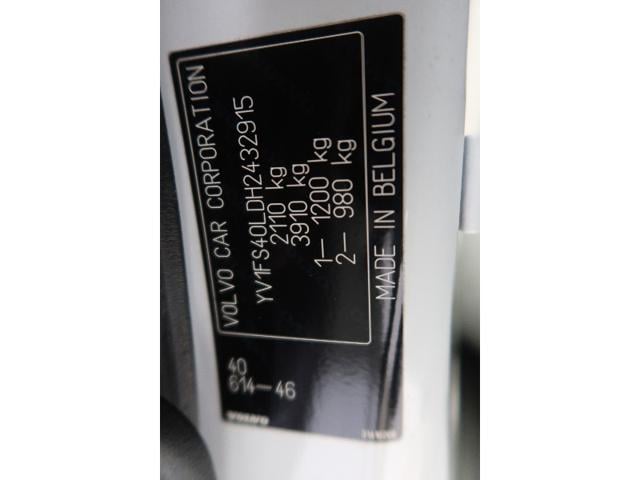 VOLVO CAR CORPORATION
YV1FS40LDH2432915
2110 kg
3910 kg
1– 1200 kg
2– 980 kg
MADE IN BELGIUM
40
614–46
VOLVO